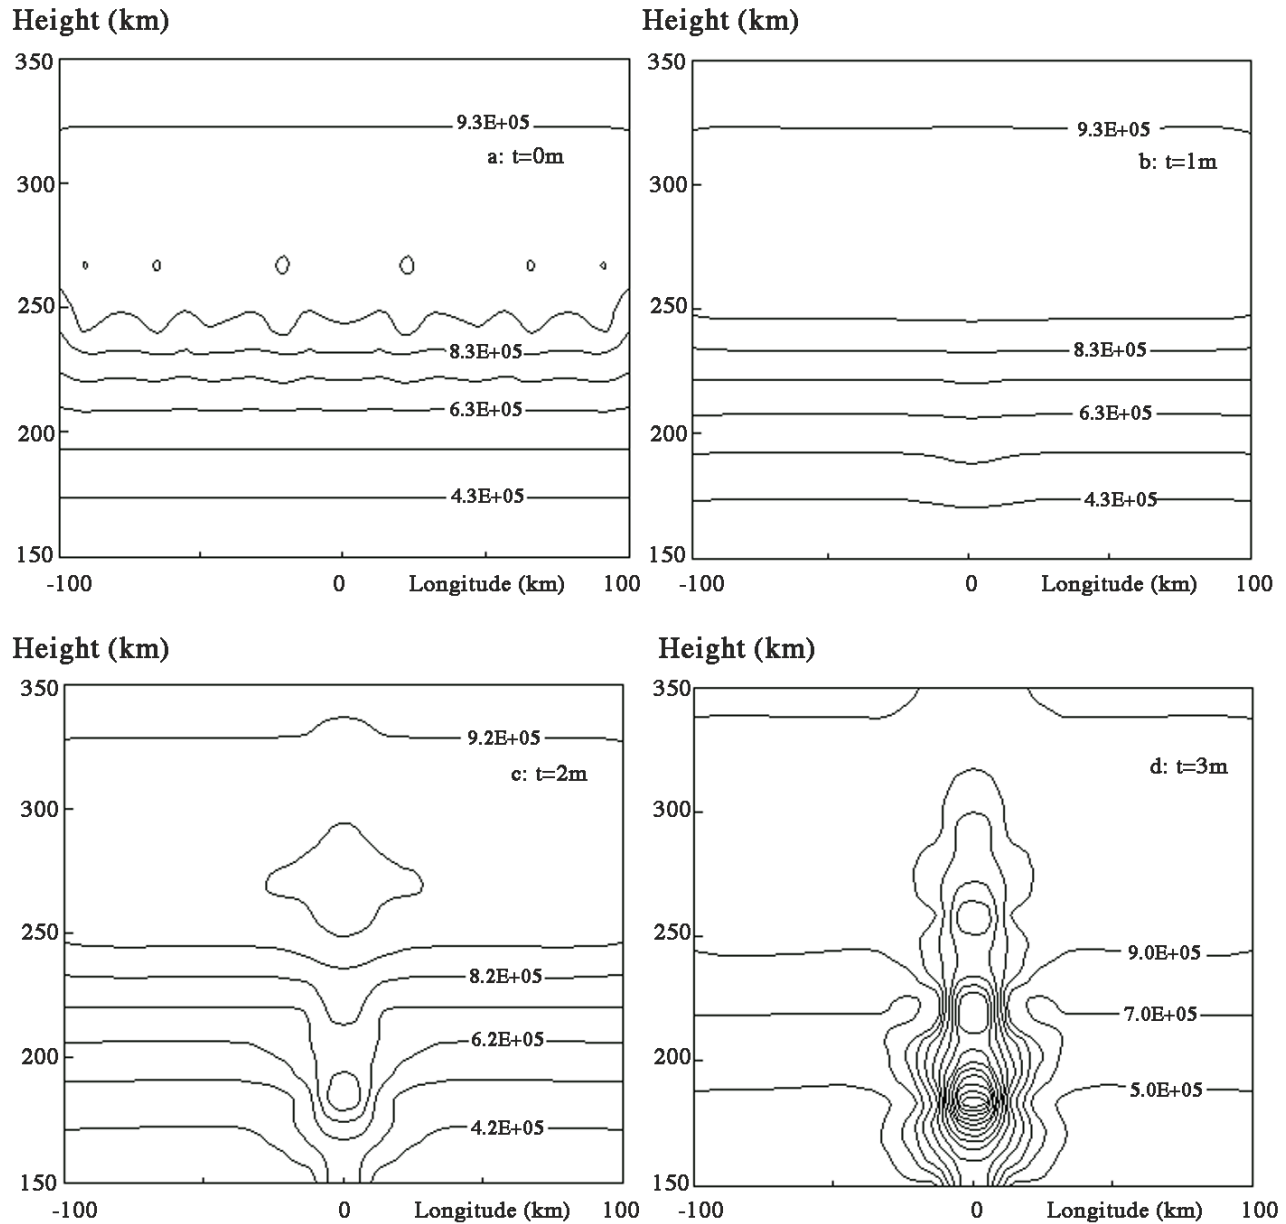 Height (km)
350
9.3E+05
a: t=0m
300
250
8.3E+05
6.3E+05
200
4.3E+05
150
-100 0 Longitude (km) 100
Height (km)
350
9.3E+05
b: t=1m
300
250
8.3E+05
6.3E+05
200
4.3E+05
150
-100 0 Longitude (km) 100
Height (km)
350
9.2E+05
c: t=2m
300
250
8.2E+05
6.2E+05
200
4.2E+05
150
-100 0 Longitude (km) 100
Height (km)
350
d: t=3m
300
250
9.0E+05
7.0E+05
200
5.0E+05
150
-100 0 Longitude (km) 100